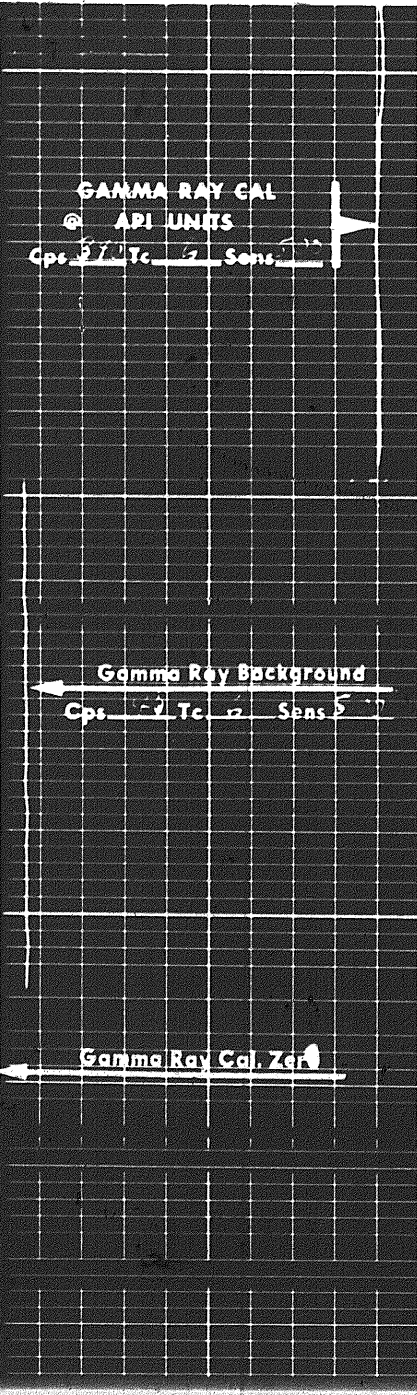 GAMMA RAY CAL
@ API UNITS
Cps Tc Sens
Gamma Ray Background
Cps Tc Sens
Gamma Ray Cal. Zero